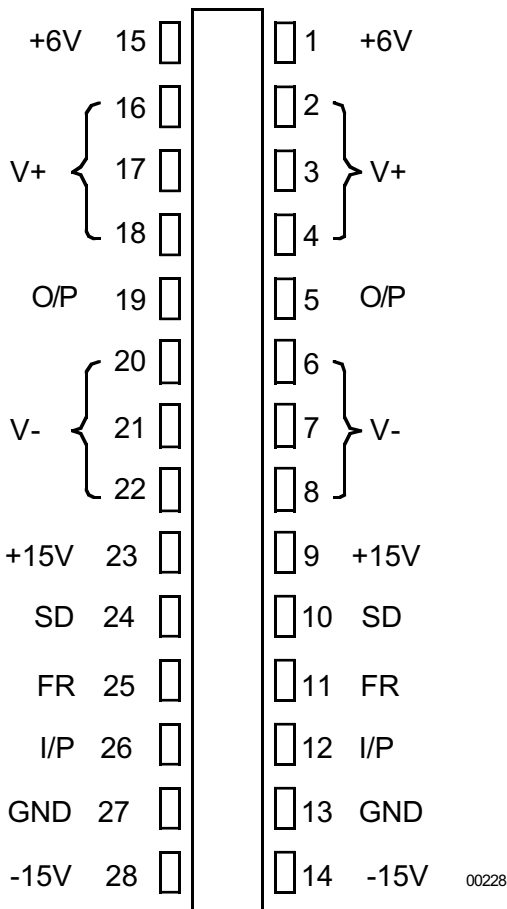 +6V 15 1 +6V
16 2
V+ 17 3 V+
18 4
O/P 19 5 O/P
20 6
V- 21 7 V-
22 8
+15V 23 9 +15V
SD 24 10 SD
FR 25 11 FR
I/P 26 12 I/P
GND 27 13 GND
-15V 28 14 -15V 00228